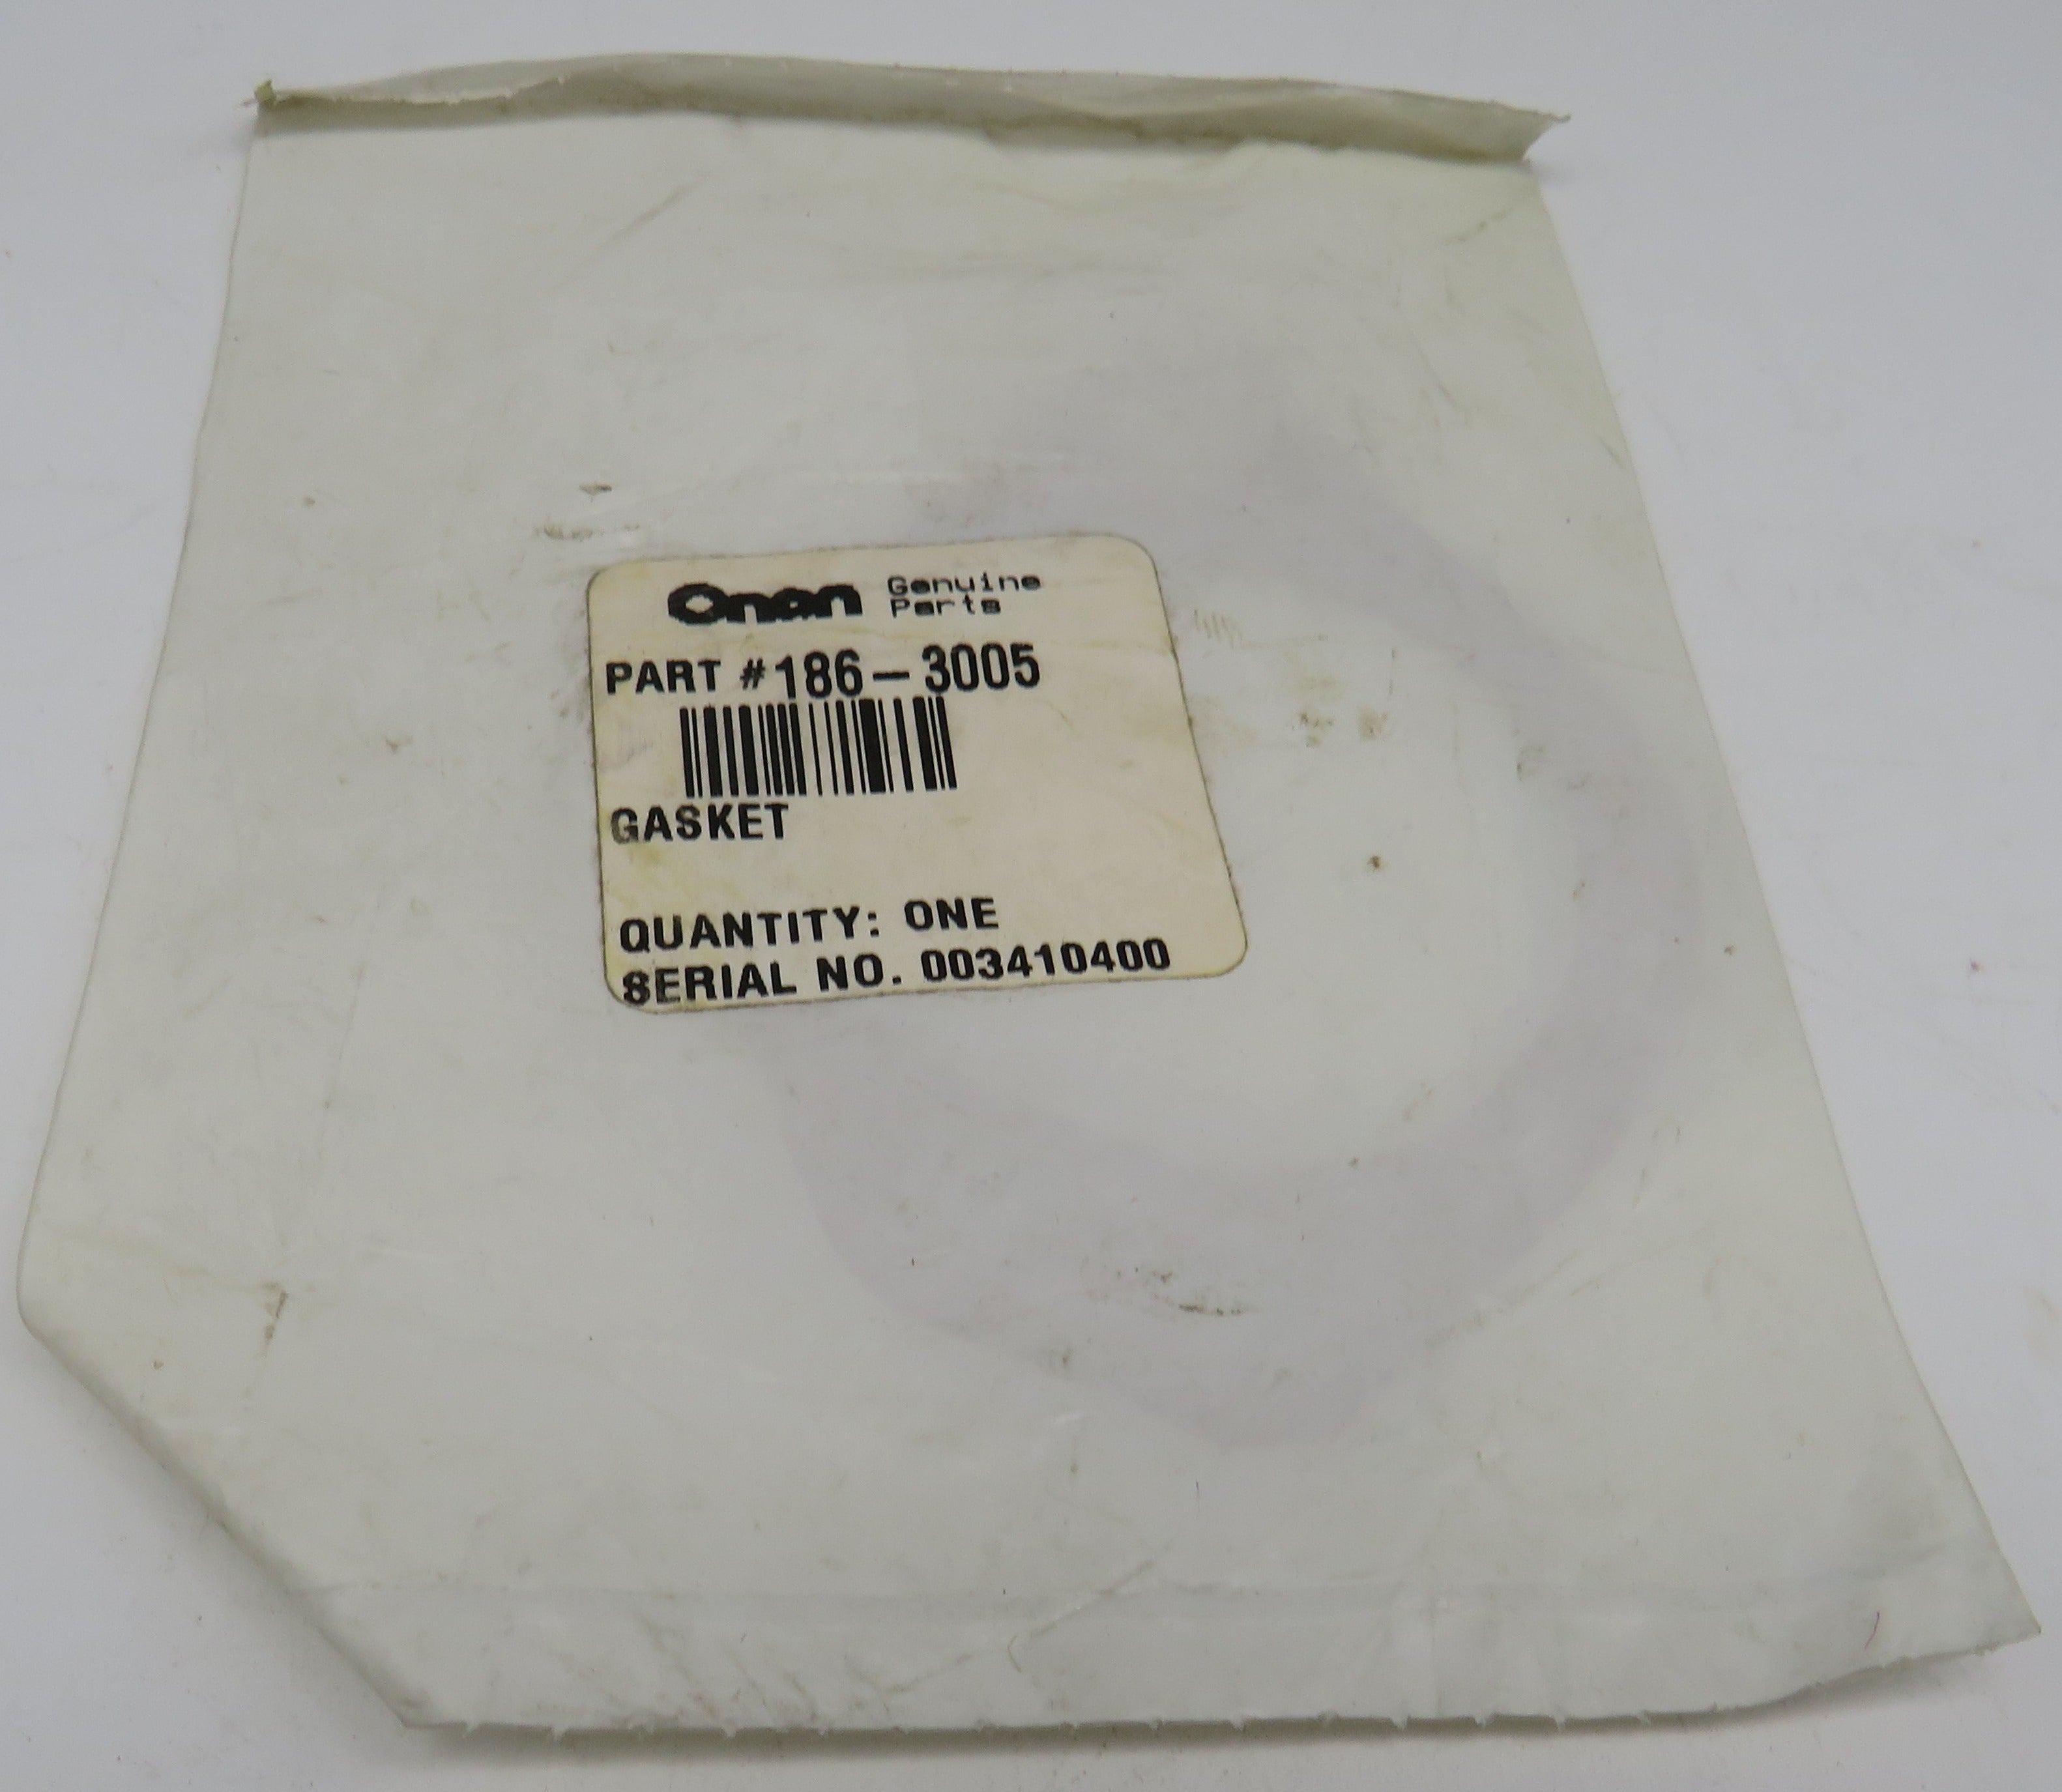 Onan Genuine Parts
PART #186-3005
GASKET
QUANTITY: ONE
SERIAL NO. 003410400